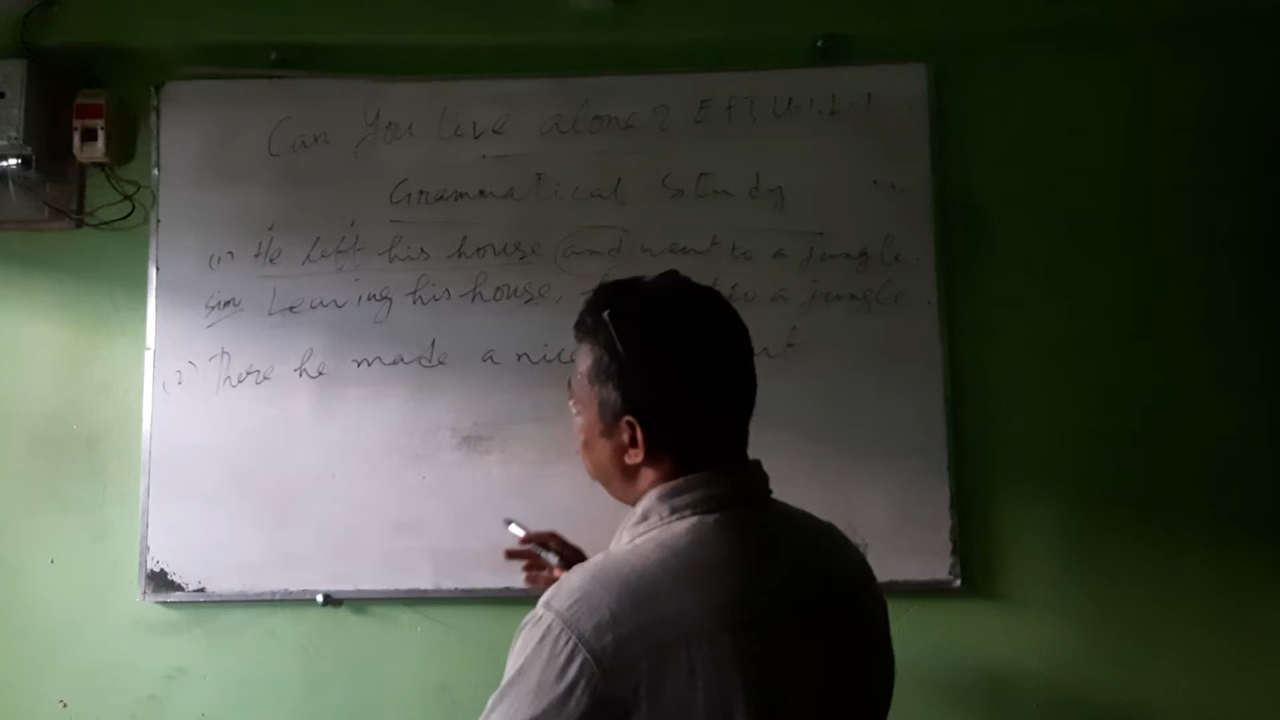 Can You live alone? EFT. U-1. L-1
Grammatical Study
(1) He left his house and went to a jungle.
Sim Leaving his house, to a jungle.
(2) There he made a nice